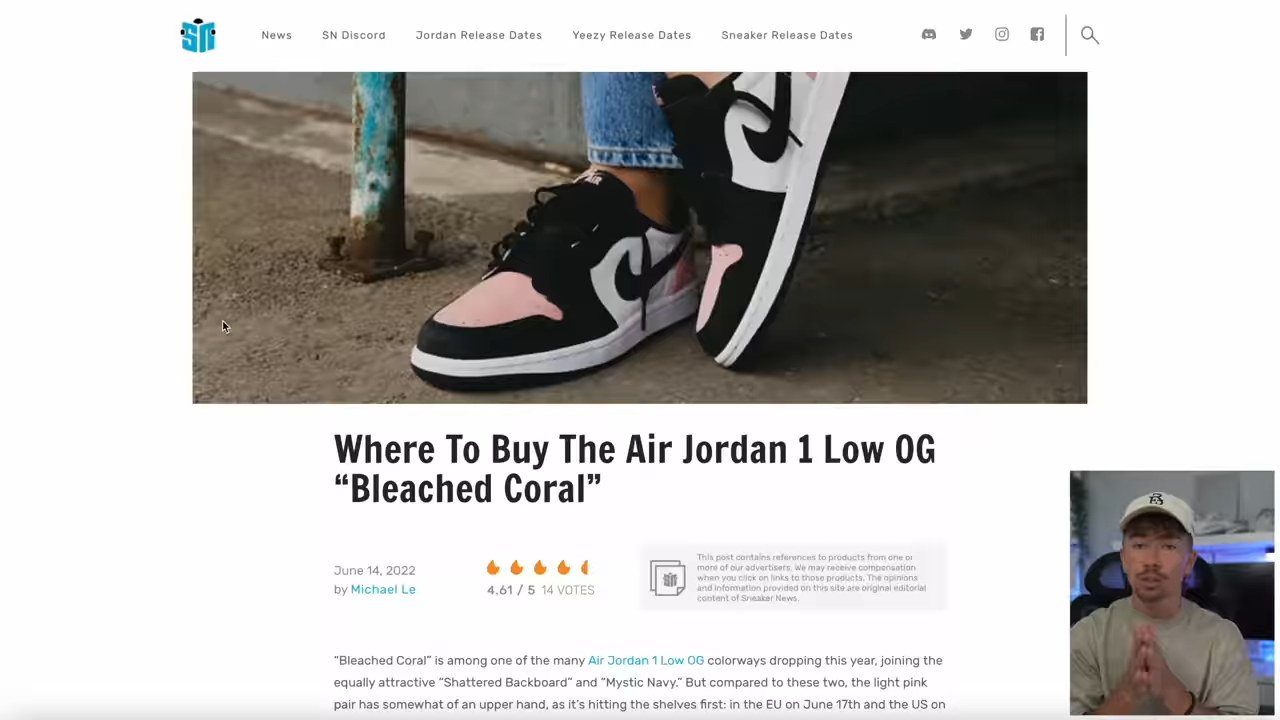 SN
News
SN Discord
Jordan Release Dates
Yeezy Release Dates
Sneaker Release Dates
Where To Buy The Air Jordan 1 Low OG
“Bleached Coral”
June 14, 2022
by Michael Le
4.61 / 5 14 VOTES
This post contains references to products from one or
more of our advertisers. We may receive compensation
when you click on links to those products. The opinions
and information provided on this site are original editorial
content of Sneaker News.
“Bleached Coral” is among one of the many Air Jordan 1 Low OG colorways dropping this year, joining the
equally attractive “Shattered Backboard” and “Mystic Navy.” But compared to these two, the light pink
pair has somewhat of an upper hand, as it’s hitting the shelves first: in the EU on June 17th and the US on